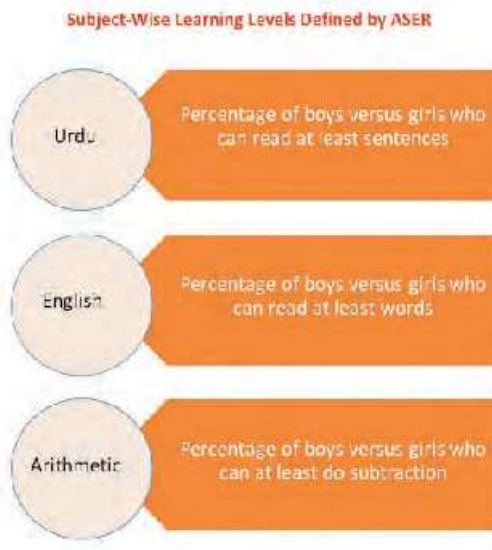 Subject-Wise Learning Levels Defined by ASER
Urdu
Percentage of boys versus girls who
can read at least sentences
English
Percentage of boys versus girls who
can read at least words
Arithmetic
Percentage of boys versus girls who
can at least do subtraction